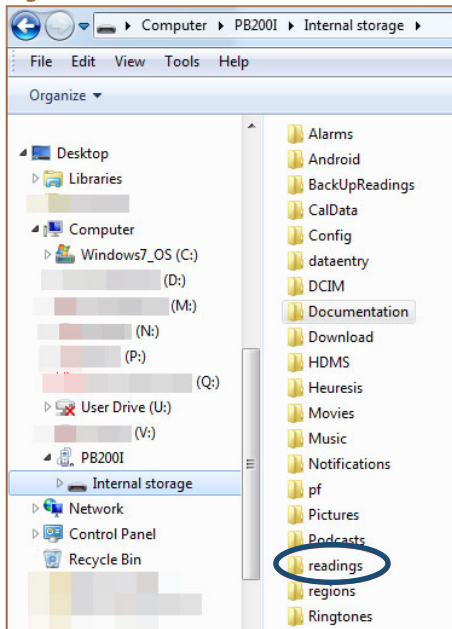 Computer ▸ PB200I ▸ Internal storage ▸
File Edit View Tools Help
Organize ▾
Desktop
Libraries
Computer
Windows7_OS (C:)
(D:)
(M:)
(N:)
(P:)
(Q:)
User Drive (U:)
(V:)
PB200I
Internal storage
Network
Control Panel
Recycle Bin
Alarms
Android
BackUpReadings
CalData
Config
dataentry
DCIM
Documentation
Download
HDMS
Heuresis
Movies
Music
Notifications
pf
Pictures
Podcasts
readings
regions
Ringtones